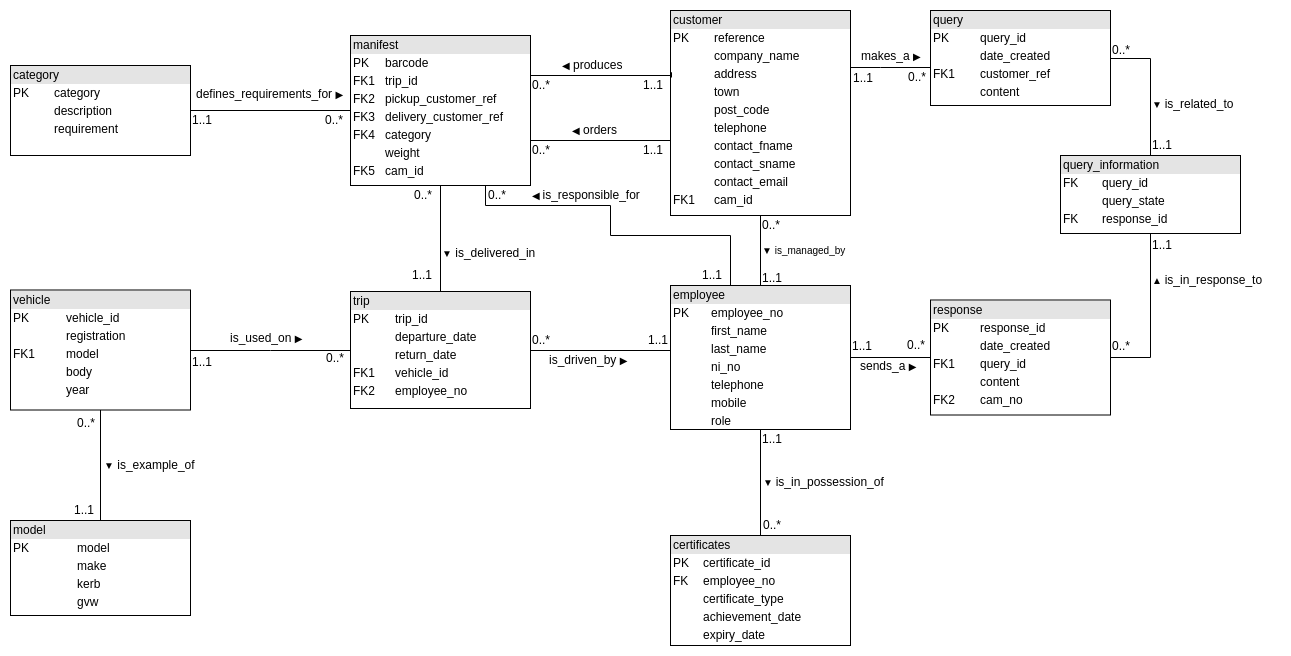 category
PK category
description
requirement
defines_requirements_for ►
1..1
0..*
manifest
PK barcode
FK1 trip_id
FK2 pickup_customer_ref
FK3 delivery_customer_ref
FK4 category
weight
FK5 cam_id
◄ produces
0..*
1..1
◄ orders
0..*
1..1
customer
PK reference
company_name
address
town
post_code
telephone
contact_fname
contact_sname
contact_email
FK1 cam_id
makes_a ►
1..1
0..*
query
PK query_id
date_created
FK1 customer_ref
content
0..*
▼ is_related_to
1..1
query_information
FK query_id
query_state
FK response_id
1..1
▲ is_in_response_to
0..*
0..*
▼ is_delivered_in
1..1
0..*
◄ is_responsible_for
1..1
0..*
▼ is_managed_by
1..1
vehicle
PK vehicle_id
registration
FK1 model
body
year
is_used_on ►
1..1
0..*
trip
PK trip_id
departure_date
return_date
FK1 vehicle_id
FK2 employee_no
0..*
1..1
is_driven_by ►
employee
PK employee_no
first_name
last_name
ni_no
telephone
mobile
role
1..1
0..*
sends_a ►
response
PK response_id
date_created
FK1 query_id
content
FK2 cam_no
0..*
▼ is_example_of
1..1
model
PK model
make
kerb
gvw
1..1
▼ is_in_possession_of
0..*
certificates
PK certificate_id
FK employee_no
certificate_type
achievement_date
expiry_date